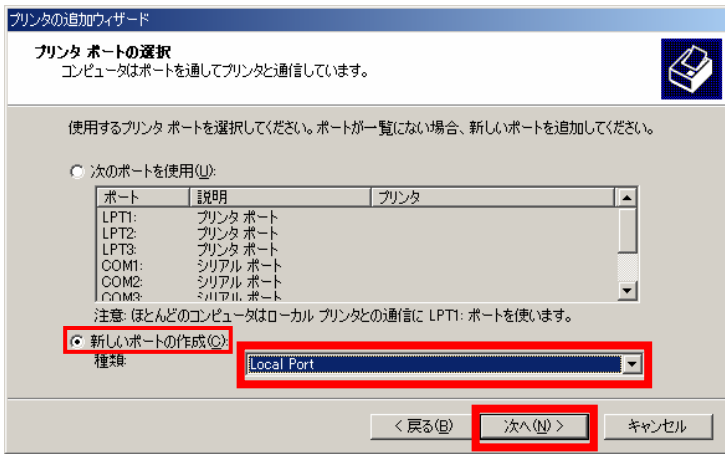 プリンタの追加ウィザード
プリンタ ポートの選択
コンピュータはポートを通してプリンタと通信しています。
使用するプリンタ ポートを選択してください。ポートが一覧にない場合、新しいポートを追加してください。
次のポートを使用(U):
ポート 説明 プリンタ
LPT1: プリンタ ポート
LPT2: プリンタ ポート
LPT3: プリンタ ポート
COM1: シリアル ポート
COM2: シリアル ポート
COM3: シリアル ポート
注意: ほとんどのコンピュータはローカル プリンタとの通信に LPT1: ポートを使います。
新しいポートの作成(C):
種類: Local Port
< 戻る(B) 次へ(N) > キャンセル